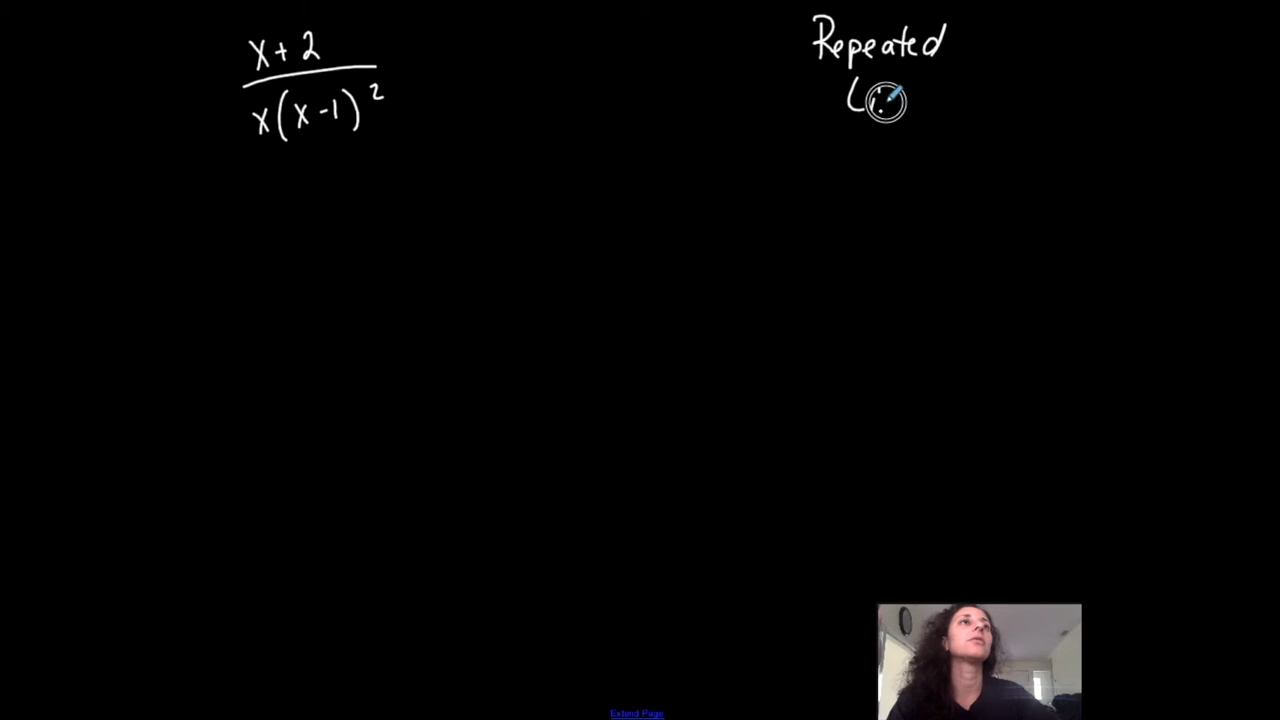 x + 2
x(x - 1)²
Repeated
Extend Page